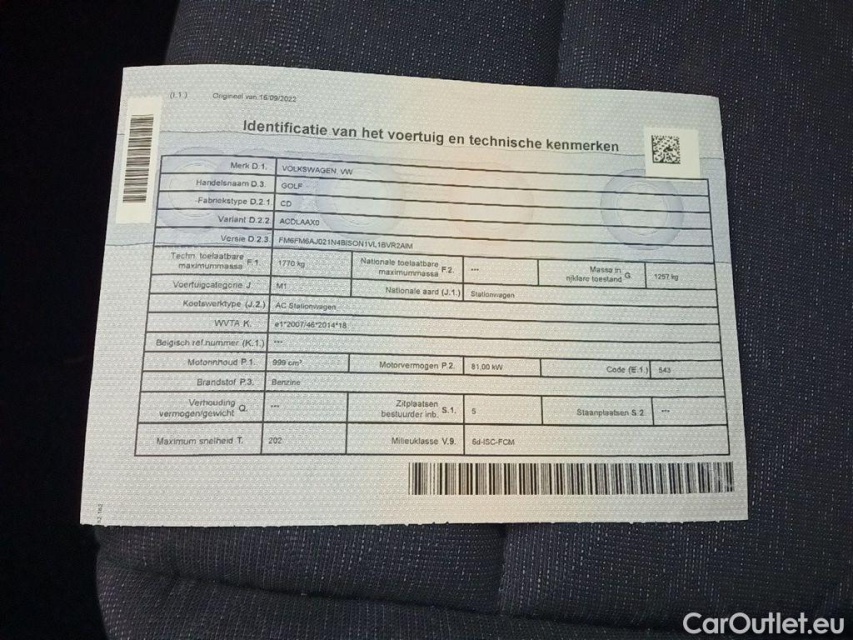 (I.1.) Origineel van 16/09/2022
Identificatie van het voertuig en technische kenmerken
Merk D.1. VOLKSWAGEN, VW
Handelsnaam D.3. GOLF
Fabriekstype D.2.1 CD
Variant D.2.2 ACDLAAX0
Versie D.2.3.
Techn. toelaatbare maximummassa F.1. 1770 kg Nationale toelaatbare maximummassa F.2. --- Massa in rijklare toestand G 1257 kg
Voertuigcategorie J M1 Nationale aard (J.1.) Stationwagen
Koetswerktype (J.2.) AC Stationwagen
WVTA K. e1*2007/46*2014*18
Belgisch ref.nummer (K.1.) ---
Motorinhoud P.1. 999 cm³ Motorvermogen P.2. 81,00 kW Code (E.1.) 543
Brandstof P.3. Benzine
Verhouding vermogen/gewicht Q. --- Zitplaatsen bestuurder inb. S.1. 5 Staanplaatsen S.2 ---
Maximum snelheid T. 202 Milieuklasse V.9. 6d-ISC-FCM
CarOutlet.eu